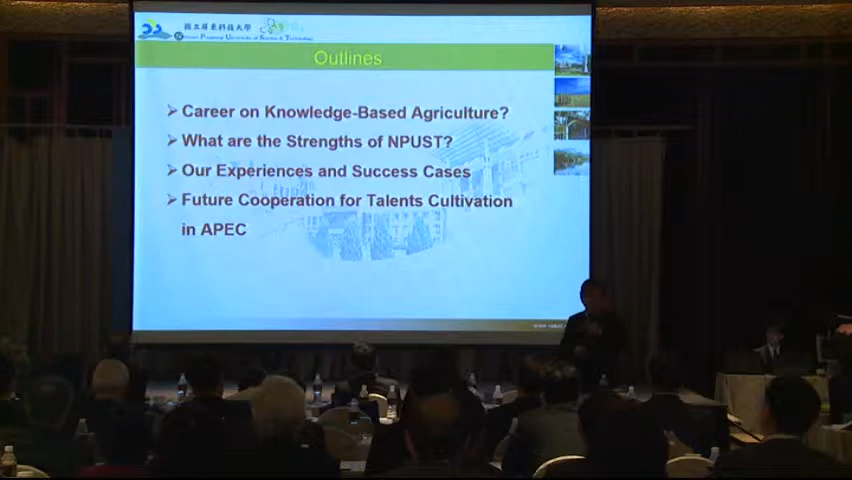 國立屏東科技大學
National Pingtung University of Science & Technology
Outlines
➢ Career on Knowledge-Based Agriculture?
➢ What are the Strengths of NPUST?
➢ Our Experiences and Success Cases
➢ Future Cooperation for Talents Cultivation
in APEC